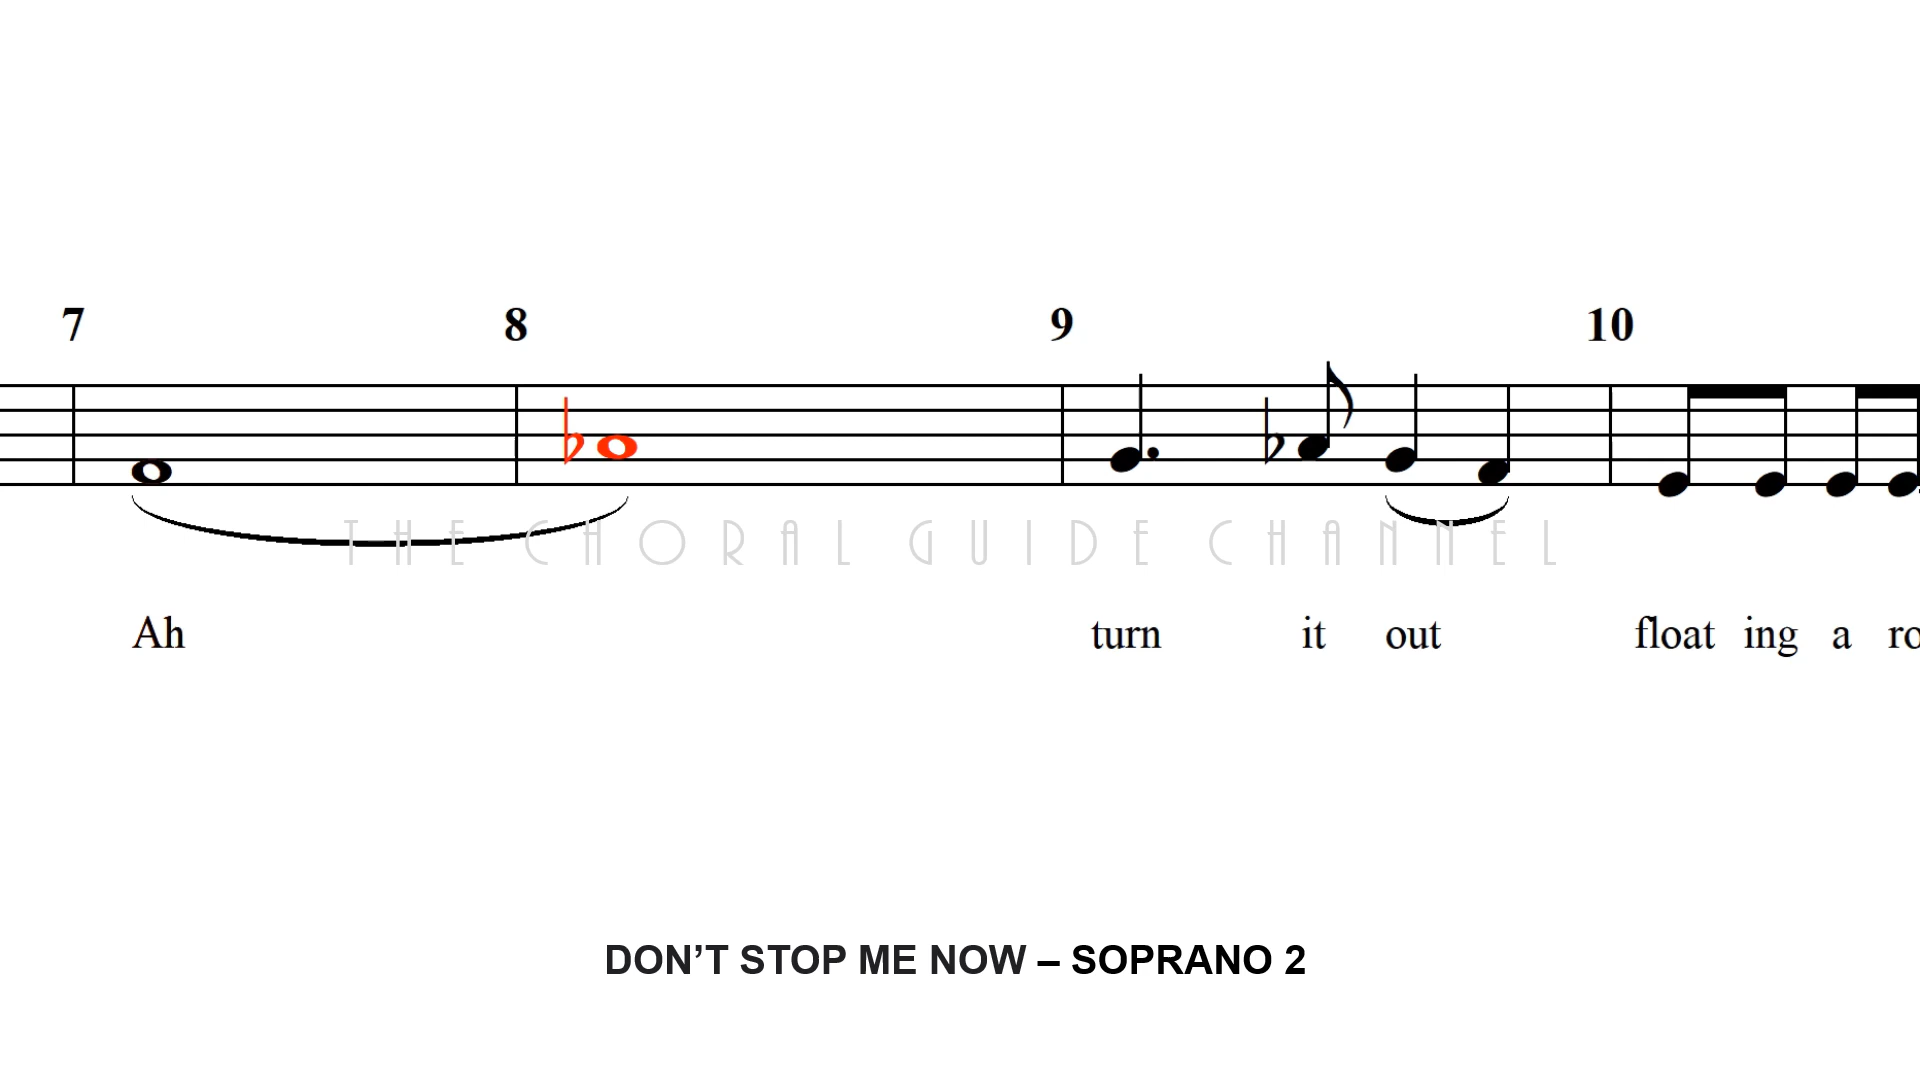 7 8 9 10
THE CHORAL GUIDE CHANNEL
Ah turn it out float ing a ro
DON’T STOP ME NOW – SOPRANO 2